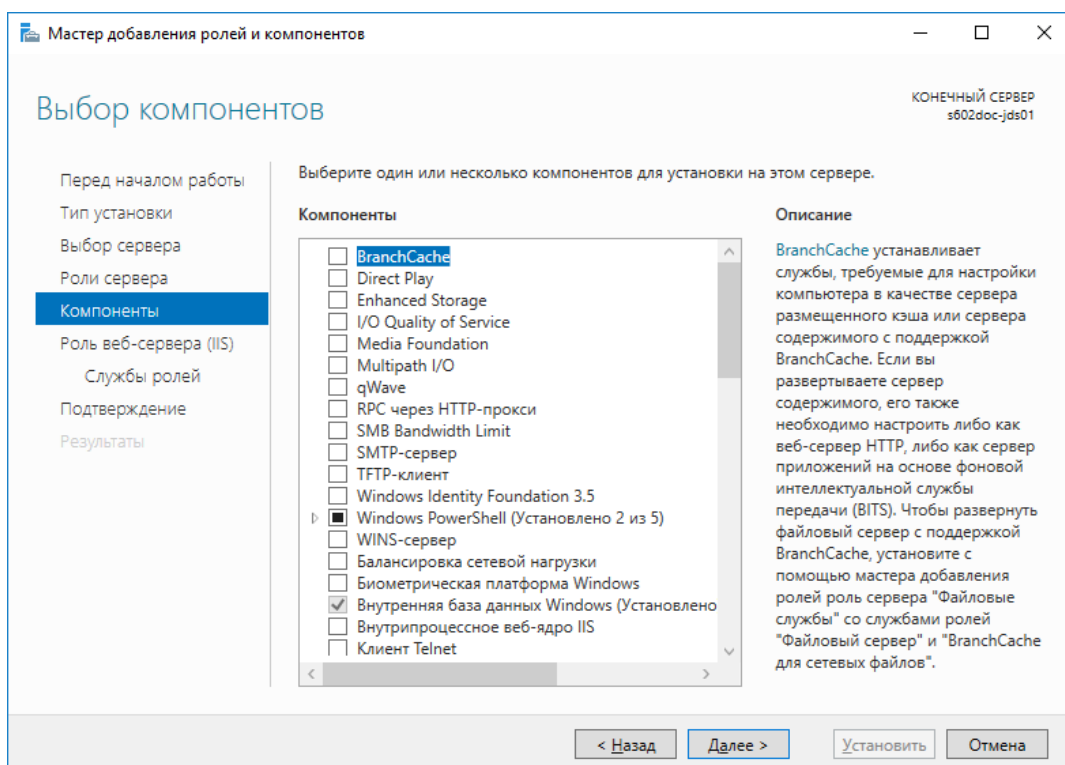 Мастер добавления ролей и компонентов
Выбор компонентов
КОНЕЧНЫЙ СЕРВЕР
s602doc-jds01
Перед началом работы
Тип установки
Выбор сервера
Роли сервера
Компоненты
Роль веб-сервера (IIS)
Службы ролей
Подтверждение
Результаты
Выберите один или несколько компонентов для установки на этом сервере.
Компоненты
BranchCache
Direct Play
Enhanced Storage
I/O Quality of Service
Media Foundation
Multipath I/O
qWave
RPC через HTTP-прокси
SMB Bandwidth Limit
SMTP-сервер
TFTP-клиент
Windows Identity Foundation 3.5
Windows PowerShell (Установлено 2 из 5)
WINS-сервер
Балансировка сетевой нагрузки
Биометрическая платформа Windows
Внутренняя база данных Windows (Установлено
Внутрипроцессное веб-ядро IIS
Клиент Telnet
Описание
BranchCache устанавливает
службы, требуемые для настройки
компьютера в качестве сервера
размещенного кэша или сервера
содержимого с поддержкой
BranchCache. Если вы
развертываете сервер
содержимого, его также
необходимо настроить либо как
веб-сервер HTTP, либо как сервер
приложений на основе фоновой
интеллектуальной службы
передачи (BITS). Чтобы развернуть
файловый сервер с поддержкой
BranchCache, установите с
помощью мастера добавления
ролей роль сервера "Файловые
службы" со службами ролей
"Файловый сервер" и "BranchCache
для сетевых файлов".
< Назад
Далее >
Установить
Отмена